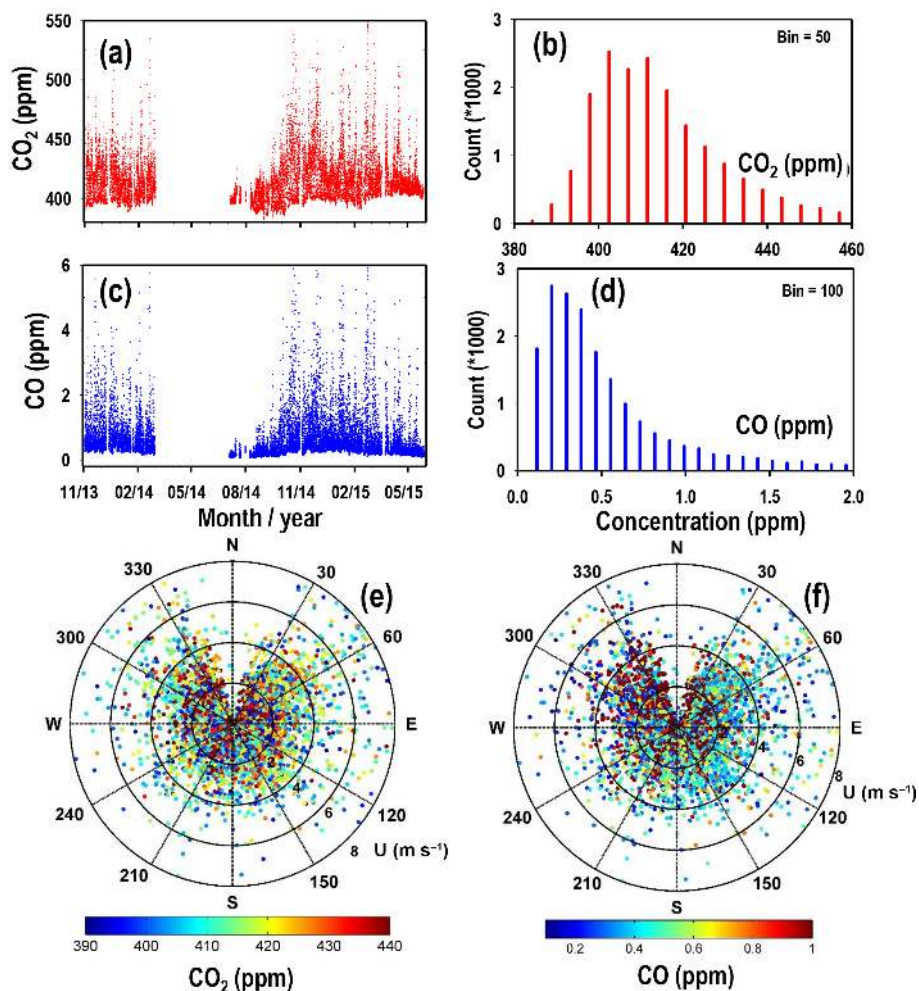 550
500
450
400
CO₂ (ppm)
(a)
3
2
1
0
Count (*1000)
(b)
Bin = 50
CO₂ (ppm)
380 400 420 440 460
6
4
2
0
CO (ppm)
(c)
11/13 02/14 05/14 08/14 11/14 02/15 05/15
Month / year
3
2
1
0
Count (*1000)
(d)
Bin = 100
CO (ppm)
0.0 0.5 1.0 1.5 2.0
Concentration (ppm)
N
330 30
(e)
300 60
W E
2
4
6
8 U (m s⁻¹)
240 120
210 150
S
390 400 410 420 430 440
CO₂ (ppm)
N
330 30
(f)
300 60
W E
4
6
8
U (m s⁻¹)
240 120
210 150
S
0.2 0.4 0.6 0.8 1
CO (ppm)